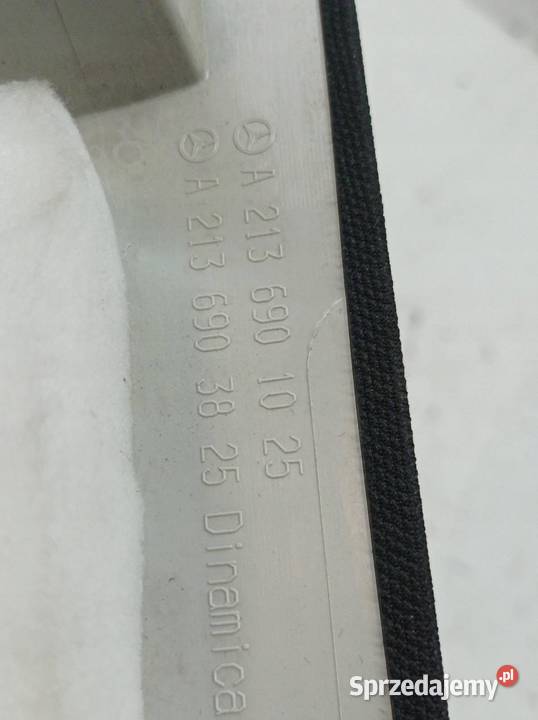 A 213 690 10 25
A 213 690 38 25 Dinamica
Sprzedajemy.pl